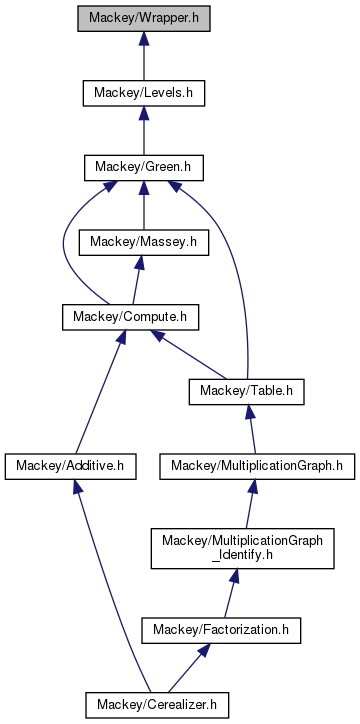 Mackey/Wrapper.h
Mackey/Levels.h
Mackey/Green.h
Mackey/Massey.h
Mackey/Compute.h
Mackey/Table.h
Mackey/Additive.h
Mackey/MultiplicationGraph.h
Mackey/MultiplicationGraph
_Identify.h
Mackey/Factorization.h
Mackey/Cerealizer.h